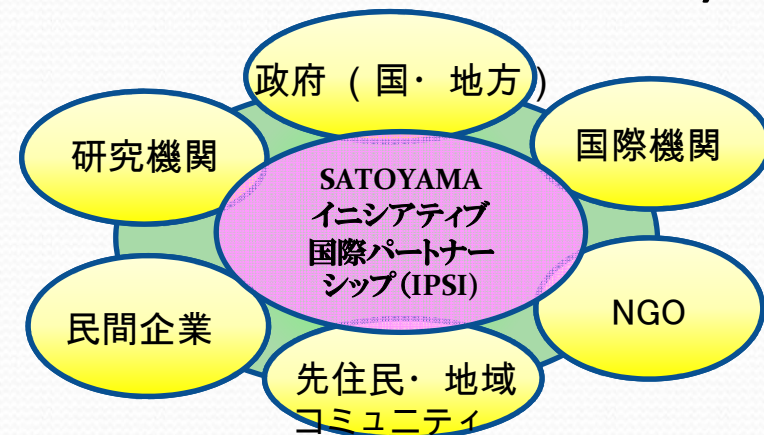 政府（国・地方）
研究機関
国際機関
SATOYAMA
イニシアティブ
国際パートナー
シップ(IPSI)
民間企業
NGO
先住民・地域
コミュニティ